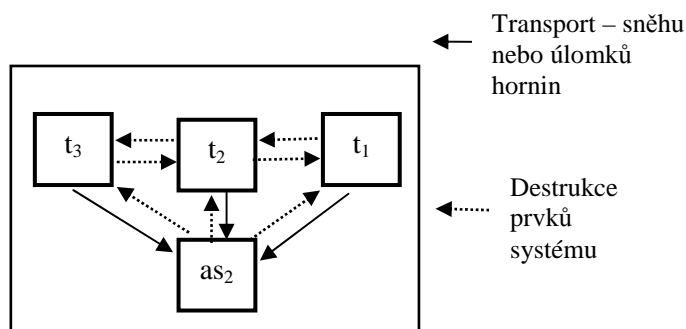 Transport – sněhu
nebo úlomků
hornin
t₃
t₂
t₁
Destrukce
prvků
systému
as₂